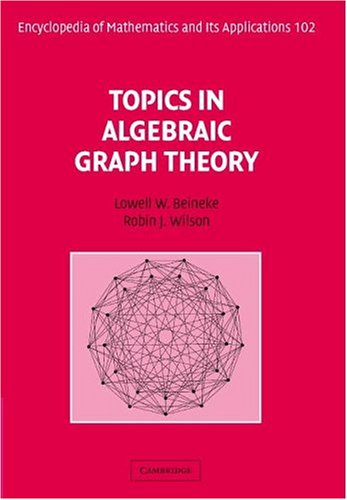 Encyclopedia of Mathematics and Its Applications 102
TOPICS IN
ALGEBRAIC
GRAPH THEORY
Lowell W. Beineke
Robin J. Wilson
CAMBRIDGE